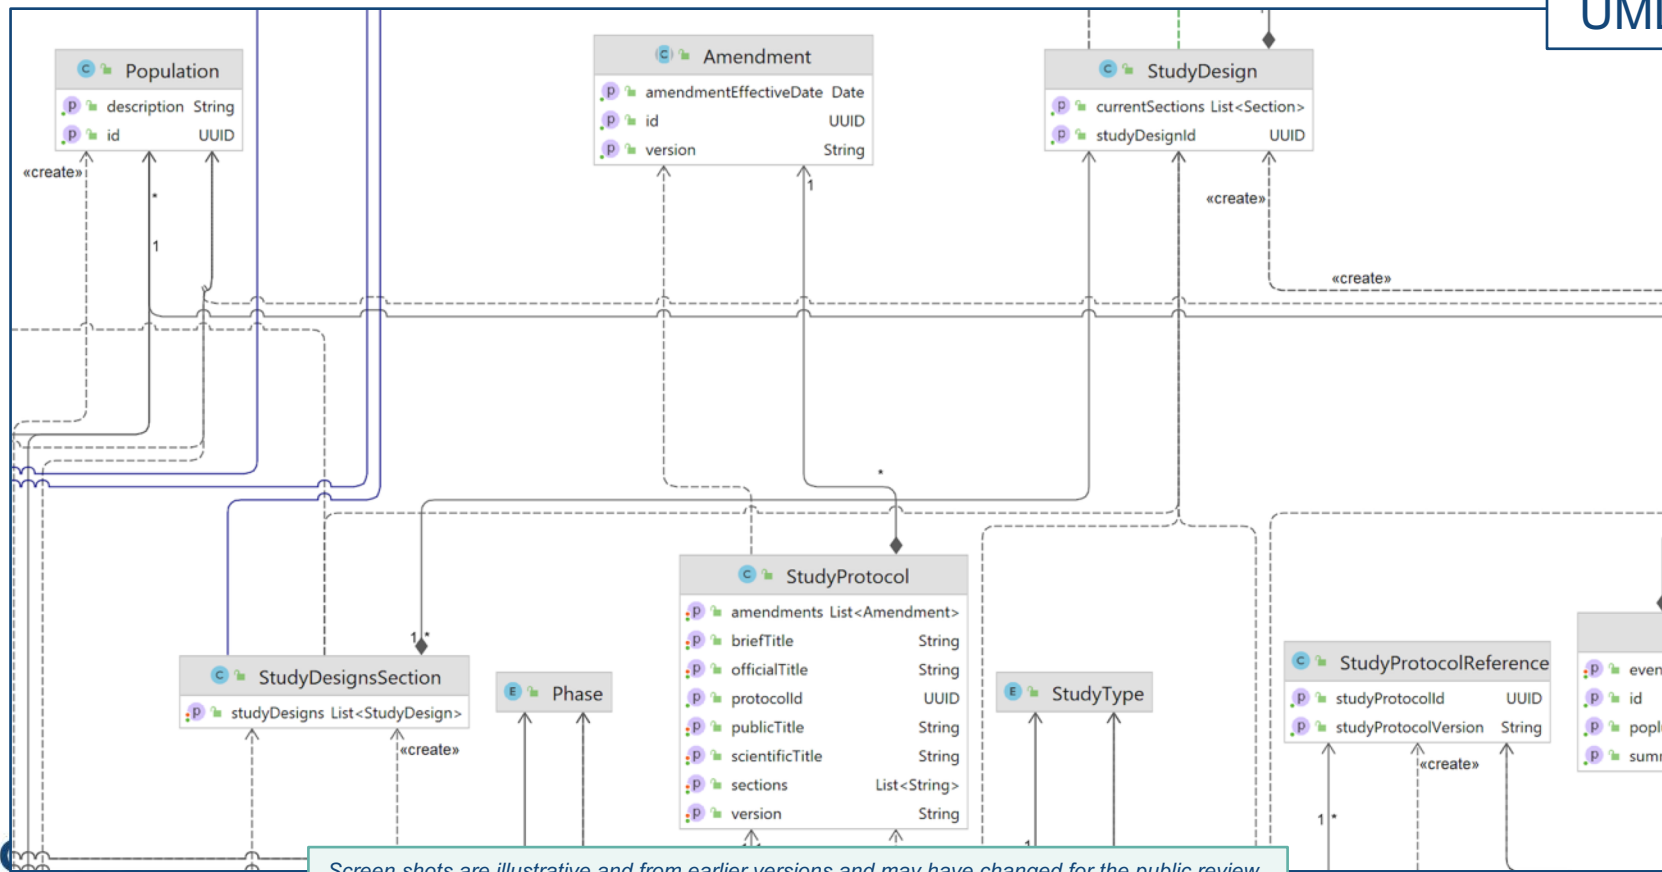 UML
Population
description String
id UUID
«create»
*
1
Amendment
amendmentEffectiveDate Date
id UUID
version String
1
*
StudyDesign
currentSections List<Section>
studyDesignId UUID
«create»
«create»
StudyDesignsSection
studyDesigns List<StudyDesign>
1 *
«create»
Phase
StudyProtocol
amendments List<Amendment>
briefTitle String
officialTitle String
protocolId UUID
publicTitle String
scientificTitle String
sections List<String>
version String
StudyType
1
StudyProtocolReference
studyProtocolId UUID
studyProtocolVersion String
«create»
1 *
id
Screen shots are illustrative and from earlier versions and may have changed for the public review